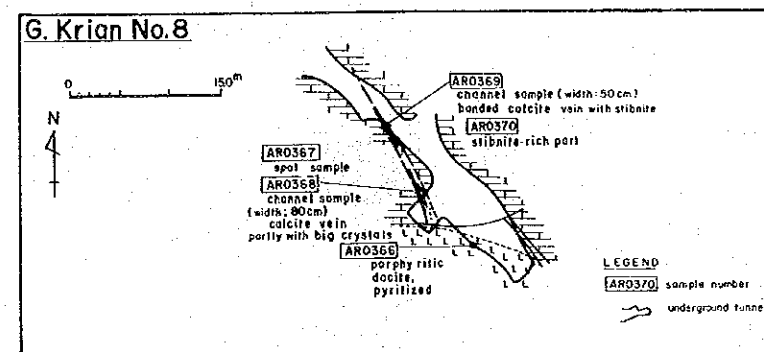 G. Krian No.8
0 150m
N
AR0369
channel sample (width: 50cm)
banded calcite vein with stibnite
AR0370
stibnite-rich part
AR0367
spot sample
AR0368
channel sample
(width: 80cm)
calcite vein
partly with big crystals
AR0366
porphyritic
dacite,
pyritized
LEGEND
AR0370 sample number
underground tunnel